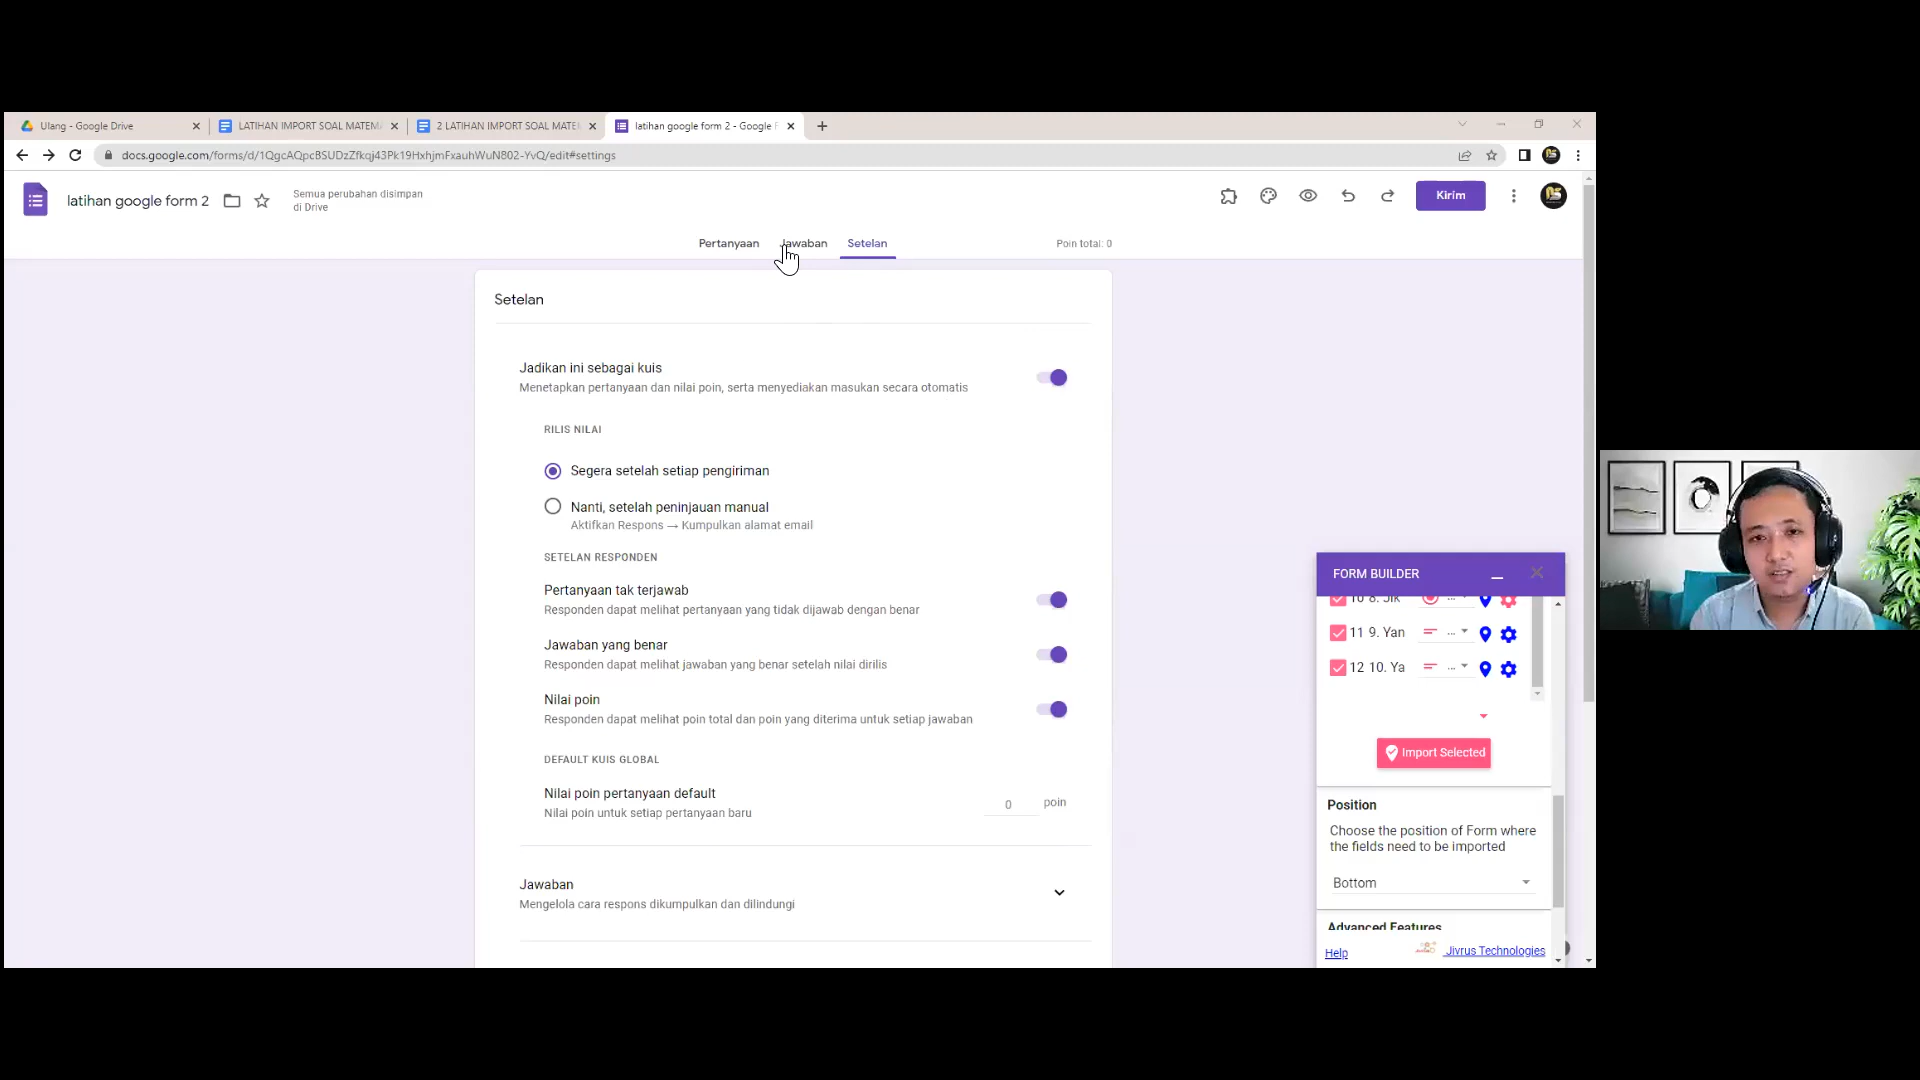 Ulang - Google Drive
LATIHAN IMPORT SOAL MATEMA
2 LATIHAN IMPORT SOAL MATE
latihan google form 2 - Google F
docs.google.com/forms/d/1QgcAQpcBSUDzZfkqj43Pk19HxhjmFxauhWuN802-YvQ/edit#settings
latihan google form 2
Semua perubahan disimpan
di Drive
Kirim
Pertanyaan
Jawaban
Setelan
Poin total: 0
Setelan
Jadikan ini sebagai kuis
Menetapkan pertanyaan dan nilai poin, serta menyediakan masukan secara otomatis
RILIS NILAI
Segera setelah setiap pengiriman
Nanti, setelah peninjauan manual
Aktifkan Respons → Kumpulkan alamat email
SETELAN RESPONDEN
Pertanyaan tak terjawab
Responden dapat melihat pertanyaan yang tidak dijawab dengan benar
Jawaban yang benar
Responden dapat melihat jawaban yang benar setelah nilai dirilis
Nilai poin
Responden dapat melihat poin total dan poin yang diterima untuk setiap jawaban
DEFAULT KUIS GLOBAL
Nilai poin pertanyaan default
Nilai poin untuk setiap pertanyaan baru
0 poin
Jawaban
Mengelola cara respons dikumpulkan dan dilindungi
FORM BUILDER
10 8. Jik ...
11 9. Yan ...
12 10. Ya ...
Import Selected
Position
Choose the position of Form where
the fields need to be imported
Bottom
Advanced Features
Help
Jivrus Technologies